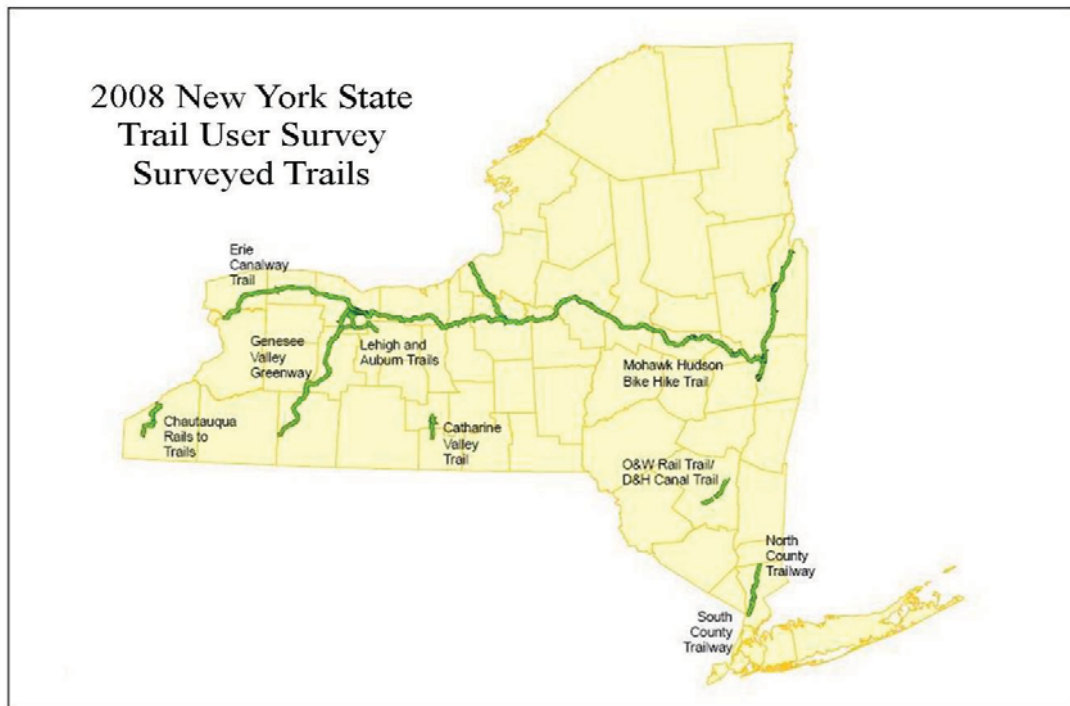 2008 New York State
Trail User Survey
Surveyed Trails
Erie
Canalway
Trail
Genesee
Valley
Greenway
Lehigh and
Auburn Trails
Mohawk Hudson
Bike Hike Trail
Chautauqua
Rails to
Trails
Catharine
Valley
Trail
O&W Rail Trail/
D&H Canal Trail
North
County
Trailway
South
County
Trailway